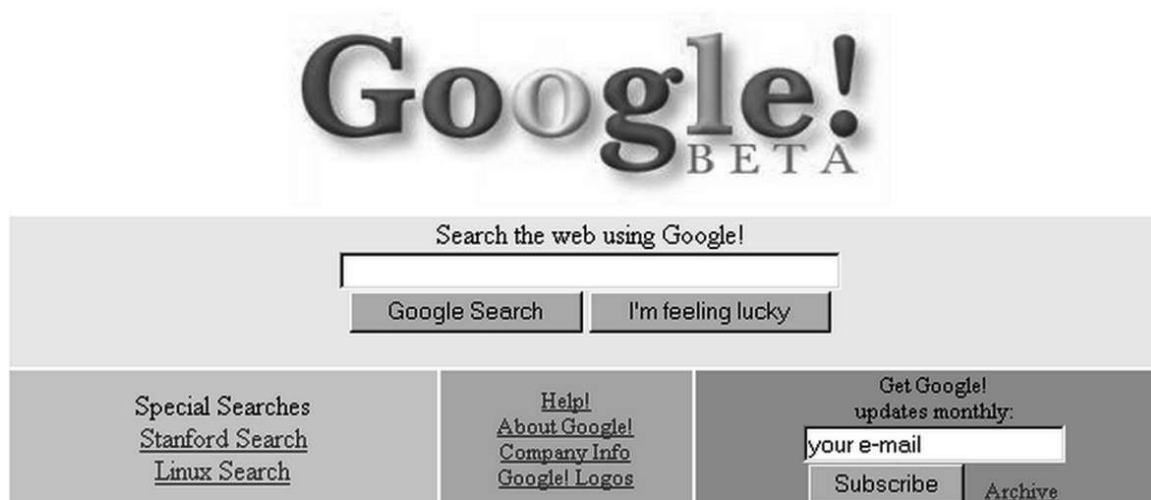 Google!
BETA
Search the web using Google!
Google Search
I'm feeling lucky
Special Searches
Stanford Search
Linux Search
Help!
About Google!
Company Info
Google! Logos
Get Google!
updates monthly:
your e-mail
Subscribe
Archive